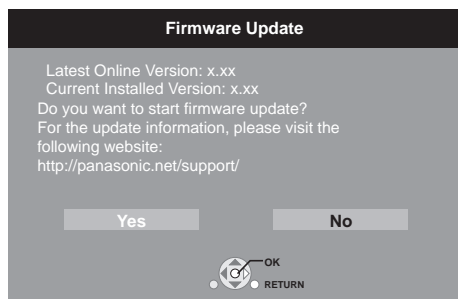 Firmware Update
Latest Online Version: x.xx
Current Installed Version: x.xx
Do you want to start firmware update?
For the update information, please visit the
following website:
http://panasonic.net/support/
Yes No
OK
RETURN